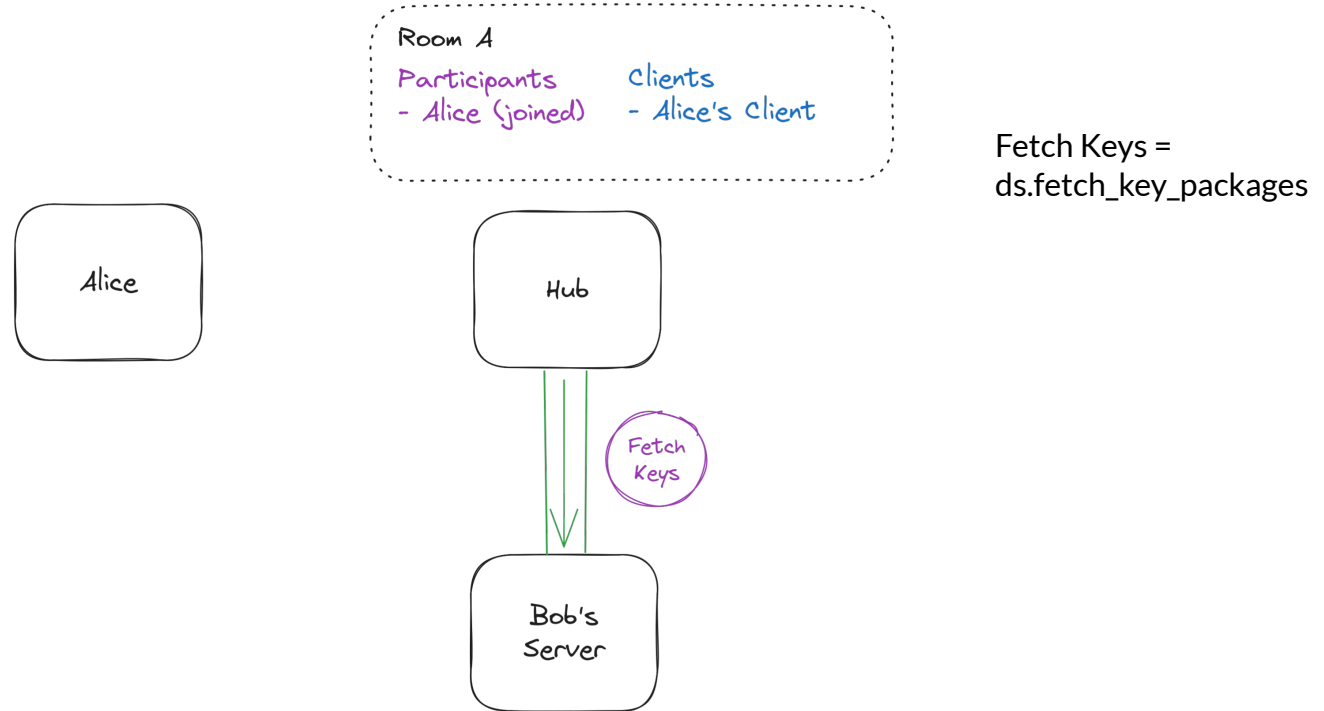 Room A
Participants
- Alice (joined)
Clients
- Alice's Client
Fetch Keys =
ds.fetch_key_packages
Alice
Hub
Fetch
Keys
Bob's
Server